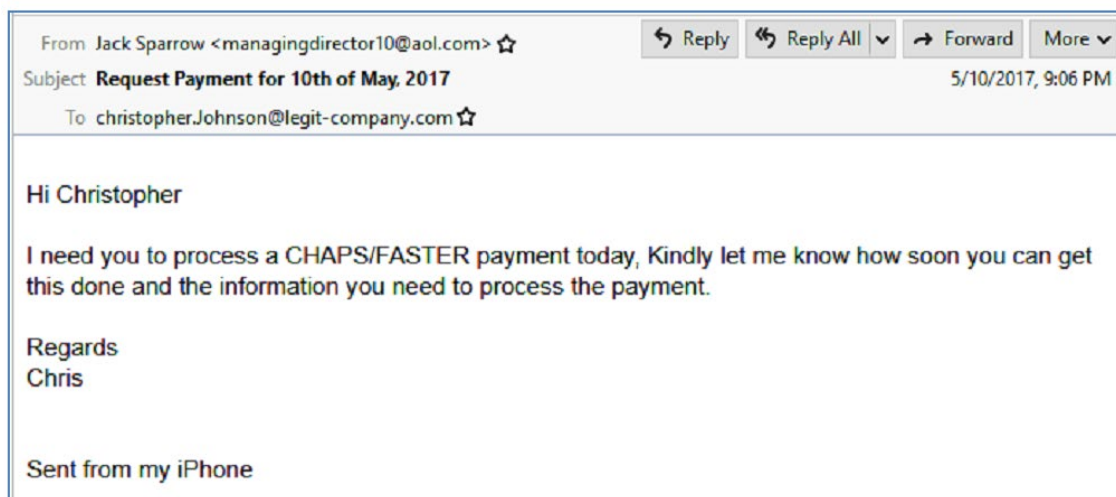 From Jack Sparrow <managingdirector10@aol.com>
Reply
Reply All
Forward
More
Subject Request Payment for 10th of May, 2017
5/10/2017, 9:06 PM
To christopher.Johnson@legit-company.com
Hi Christopher
I need you to process a CHAPS/FASTER payment today, Kindly let me know how soon you can get
this done and the information you need to process the payment.
Regards
Chris
Sent from my iPhone